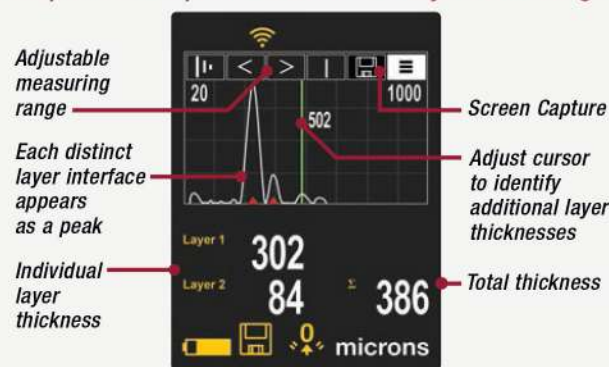 Adjustable
measuring
range
Each distinct
layer interface
appears
as a peak
Individual
layer
thickness
< >
20 1000
502
Layer 1 302
Layer 2 84 Σ 386
0 microns
Screen Capture
Adjust cursor
to identify
additional layer
thicknesses
Total thickness